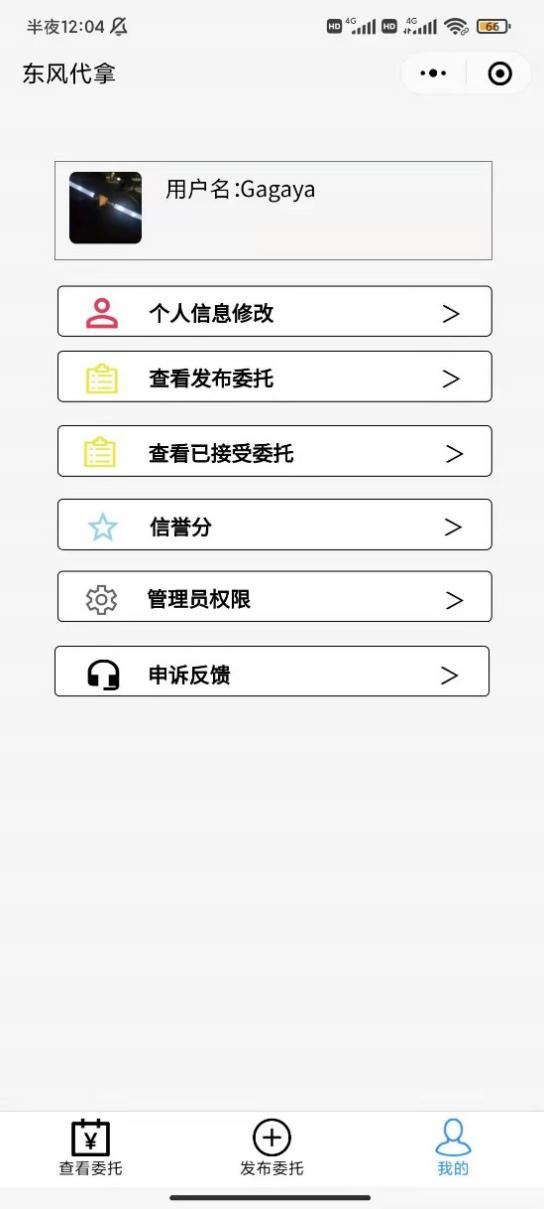 半夜12:04
HD 4G HD 4G 66
东风代拿
用户名:Gagaya
个人信息修改
查看发布委托
查看已接受委托
信誉分
管理员权限
申诉反馈
查看委托 发布委托 我的